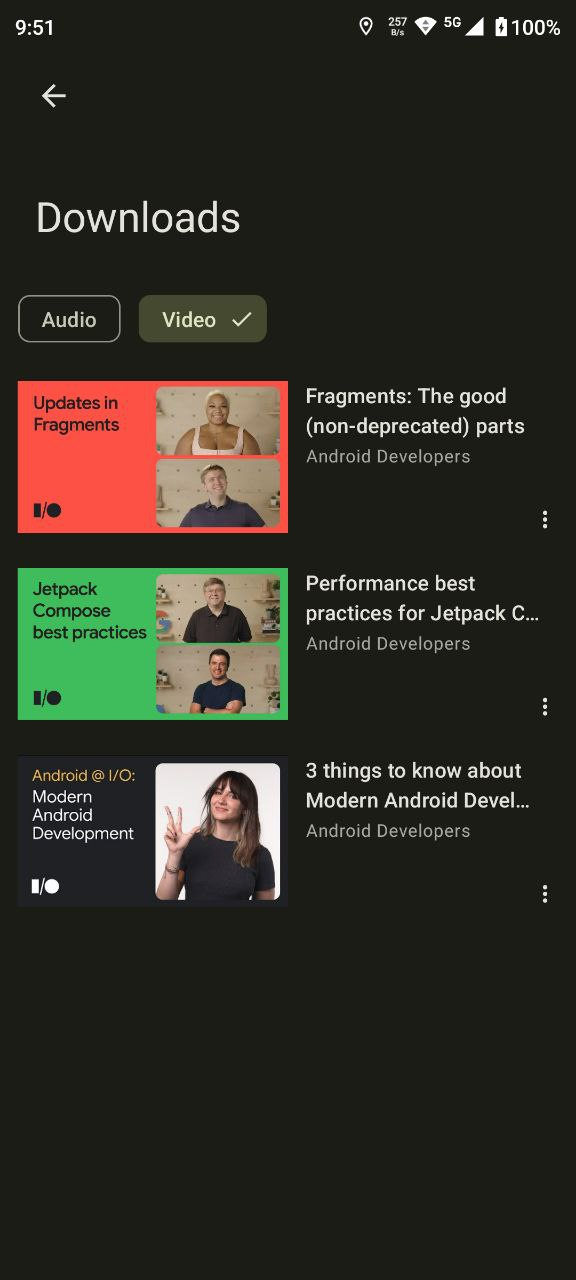 9:51
257
B/s
5G
100%
Downloads
Audio
Video
Updates in
Fragments
I/O
Fragments: The good
(non-deprecated) parts
Android Developers
Jetpack
Compose
best practices
I/O
Performance best
practices for Jetpack C...
Android Developers
Android @ I/O:
Modern
Android
Development
I/O
3 things to know about
Modern Android Devel...
Android Developers